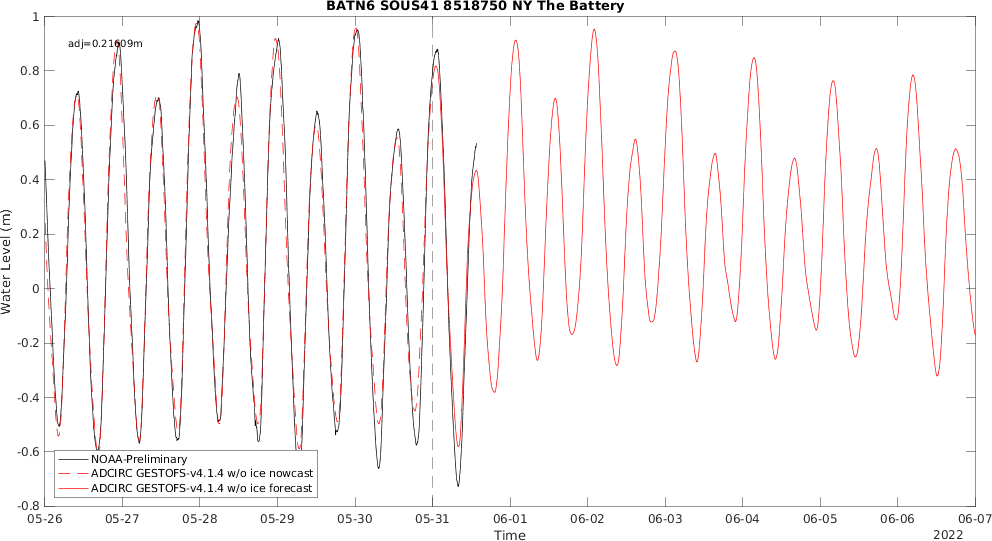 BATN6 SOUS41 8518750 NY The Battery
adj=0.21609m
Water Level (m)
1
0.8
0.6
0.4
0.2
0
-0.2
-0.4
-0.6
-0.8
NOAA-Preliminary
ADCIRC GESTOFS-v4.1.4 w/o ice nowcast
ADCIRC GESTOFS-v4.1.4 w/o ice forecast
05-26 05-27 05-28 05-29 05-30 05-31 06-01 06-02 06-03 06-04 06-05 06-06 06-07
Time
2022